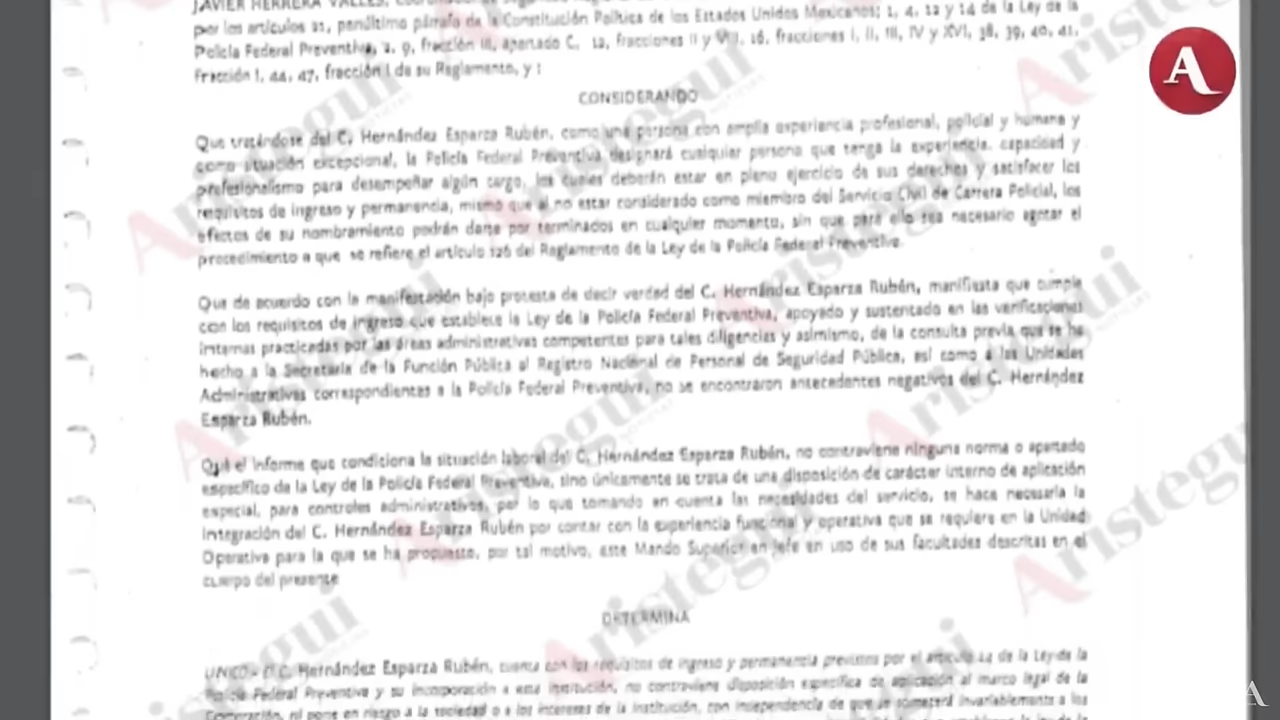 JAVIER HERRERA VALLES,
por los artículos 21, penúltimo párrafo de la Constitución Política de los Estados Unidos Mexicanos; 1, 4, 12 y 14 de la Ley de la
Policía Federal Preventiva, 2, 9, fracción III, apartado C, 12, fracciones II y VIII, 16, fracciones I, II, III, IV y XVI, 38, 39, 40, 41,
Fracción I, 44, 47, fracción I de su Reglamento, y :
A
CONSIDERANDO
Que tratándose del C. Hernández Esparza Rubén, como una persona con amplia experiencia profesional, policial y humana y
como situación excepcional, la Policía Federal Preventiva designará cualquier persona que tenga la experiencia, capacidad y
profesionalismo para desempeñar algún cargo, los cuales deberán estar en pleno ejercicio de sus derechos y satisfacer los
requisitos de ingreso y permanencia, mismo que al no estar considerado como miembro del Servicio Civil de Carrera Policial, los
efectos de su nombramiento podrán darse por terminados en cualquier momento, sin que para ello sea necesario agotar el
procedimiento a que se refiere el artículo 126 del Reglamento de la Ley de la Policía Federal Preventiva.
Que de acuerdo con la manifestación bajo protesta de decir verdad del C. Hernández Esparza Rubén, manifiesta que cumple
con los requisitos de ingreso que establece la Ley de la Policía Federal Preventiva, apoyado y sustentado en las verificaciones
internas practicadas por las áreas administrativas competentes para tales diligencias y asimismo, de la consulta previa que se ha
hecho a la Secretaría de la Función Pública al Registro Nacional de Personal de Seguridad Pública, así como a las Unidades
Administrativas correspondientes a la Policía Federal Preventiva, no se encontraron antecedentes negativos del C. Hernández
Esparza Rubén.
Que el informe que condiciona la situación laboral del C. Hernández Esparza Rubén, no contraviene ninguna norma o apartado
específico de la Ley de la Policía Federal Preventiva, sino únicamente se trata de una disposición de carácter interno de aplicación
especial, para controles administrativos, por lo que tomando en cuenta las necesidades del servicio, se hace necesaria la
integración del C. Hernández Esparza Rubén por contar con la experiencia funcional y operativa que se requiere en la Unidad
Operativa para la que se ha propuesto, por tal motivo, este Mando Superior en Jefe en uso de sus facultades descritas en el
cuerpo del presente
DETERMINA
UNICO.- El C. Hernández Esparza Rubén, cuenta con los requisitos de ingreso y permanencia previstos por el artículo 14 de la Ley de la
Policía Federal Preventiva y su incorporación a esta institución, no contraviene disposición específica de aplicación al marco legal de la
Corporación, ni pone en riesgo a la sociedad o a los intereses de la institución, con independencia de que se someterá invariablemente a los
Aristegui
A